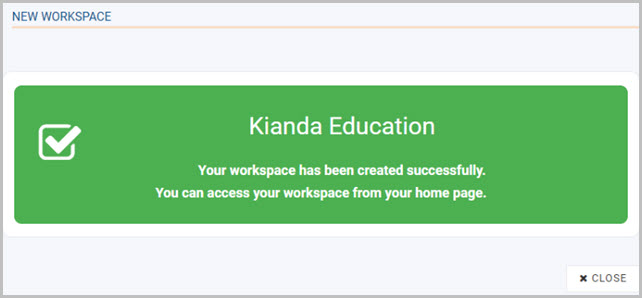 NEW WORKSPACE
Kianda Education
Your workspace has been created successfully.
You can access your workspace from your home page.
✖ CLOSE